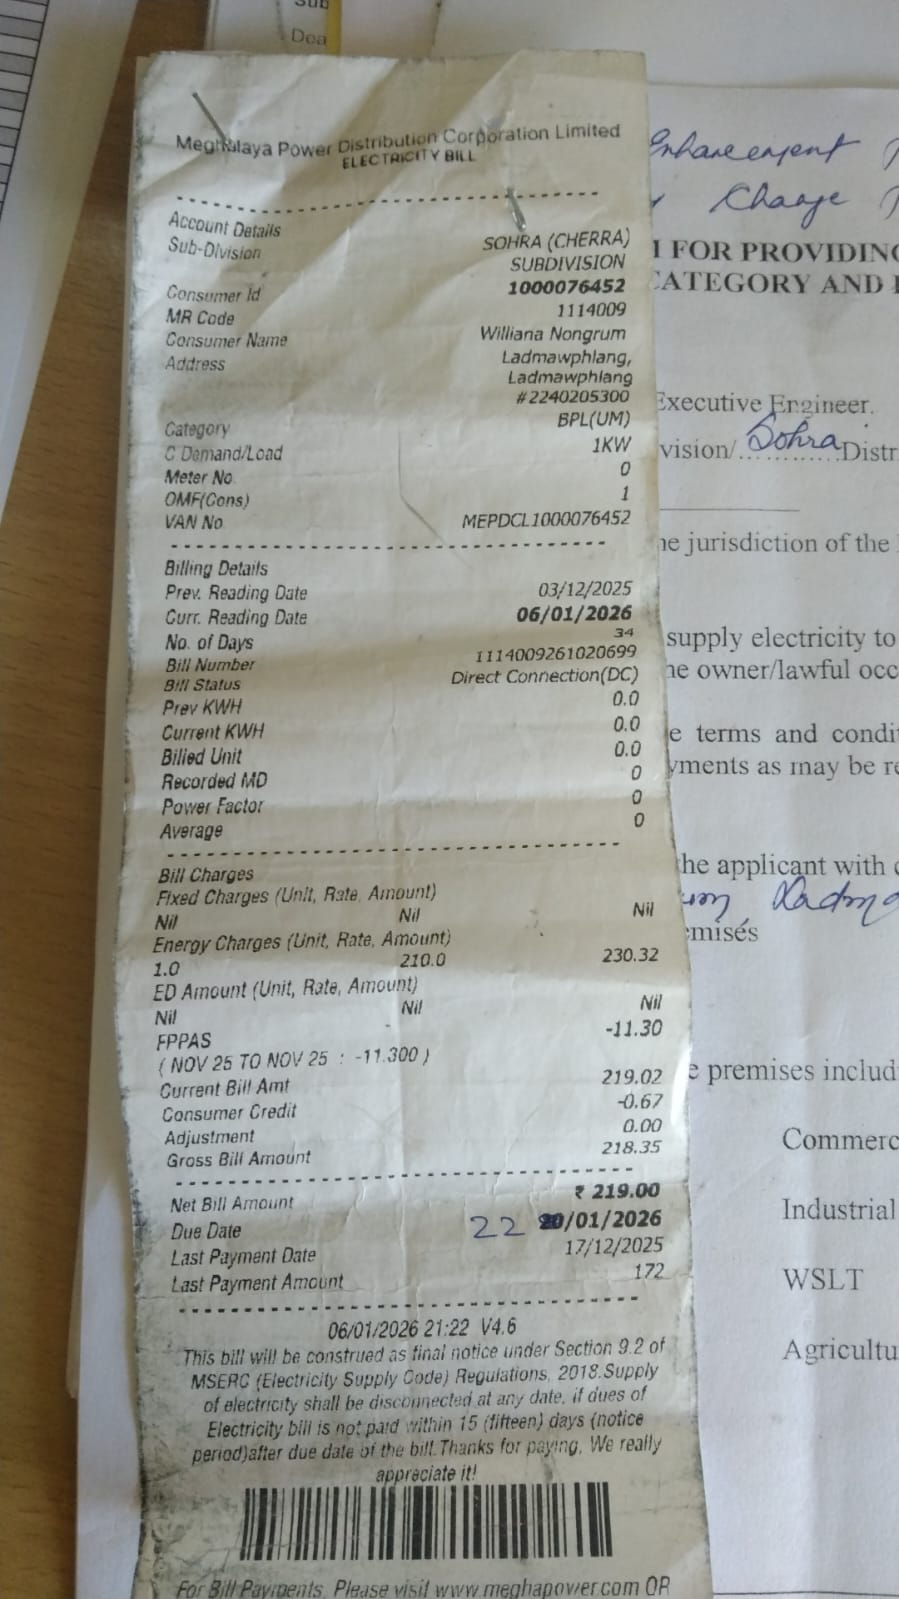 Sub
Dea
Meghalaya Power Distribution Corporation Limited
ELECTRICITY BILL
Account Details
Sub-Division SOHRA (CHERRA)
SUBDIVISION
Consumer Id 1000076452
MR Code 1114009
Consumer Name Williana Nongrum
Address Ladmawphlang,
Ladmawphlang
#2240205300
Category BPL(UM)
C Demand/Load 1KW
Meter No 0
OMF(Cons) 1
VAN No MEPDCL1000076452
Billing Details
Prev. Reading Date 03/12/2025
Curr. Reading Date 06/01/2026
No. of Days 34
Bill Number 1114009261020699
Bill Status Direct Connection(DC)
Prev KWH 0.0
Current KWH 0.0
Billed Unit 0.0
Recorded MD 0
Power Factor 0
Average 0
Bill Charges
Fixed Charges (Unit, Rate, Amount)
Nil Nil Nil
Energy Charges (Unit, Rate, Amount)
1.0 210.0 230.32
ED Amount (Unit, Rate, Amount)
Nil Nil Nil
FPPAS -11.30
( NOV 25 TO NOV 25 : -11.300 )
Current Bill Amt 219.02
Consumer Credit -0.67
Adjustment 0.00
Gross Bill Amount 218.35
Net Bill Amount ₹ 219.00
Due Date 22 20/01/2026
Last Payment Date 17/12/2025
Last Payment Amount 172
06/01/2026 21:22 V4.6
This bill will be construed as final notice under Section 9.2 of
MSERC (Electricity Supply Code) Regulations, 2018.Supply
of electricity shall be disconnected at any date, if dues of
Electricity bill is not paid within 15 (fifteen) days (notice
period)after due date of the bill.Thanks for paying, We really
appreciate it!
For Bill Payments, Please visit www.meghapower.com OR
Enhancement
Change
FOR PROVIDING
CATEGORY AND
Executive Engineer.
vision/ Sohra Distr
he jurisdiction of the
supply electricity to
he owner/lawful occ
e terms and condit
yments as may be re
the applicant with
um Ladm
emises
e premises includ
Commerc
Industrial
WSLT
Agricultu